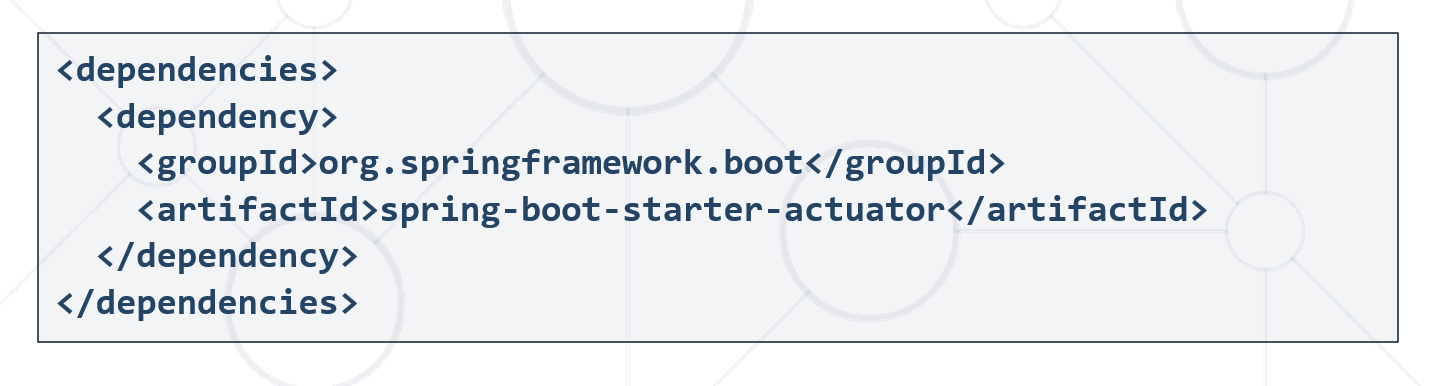 <dependencies>
  <dependency>
    <groupId>org.springframework.boot</groupId>
    <artifactId>spring-boot-starter-actuator</artifactId>
  </dependency>
</dependencies>